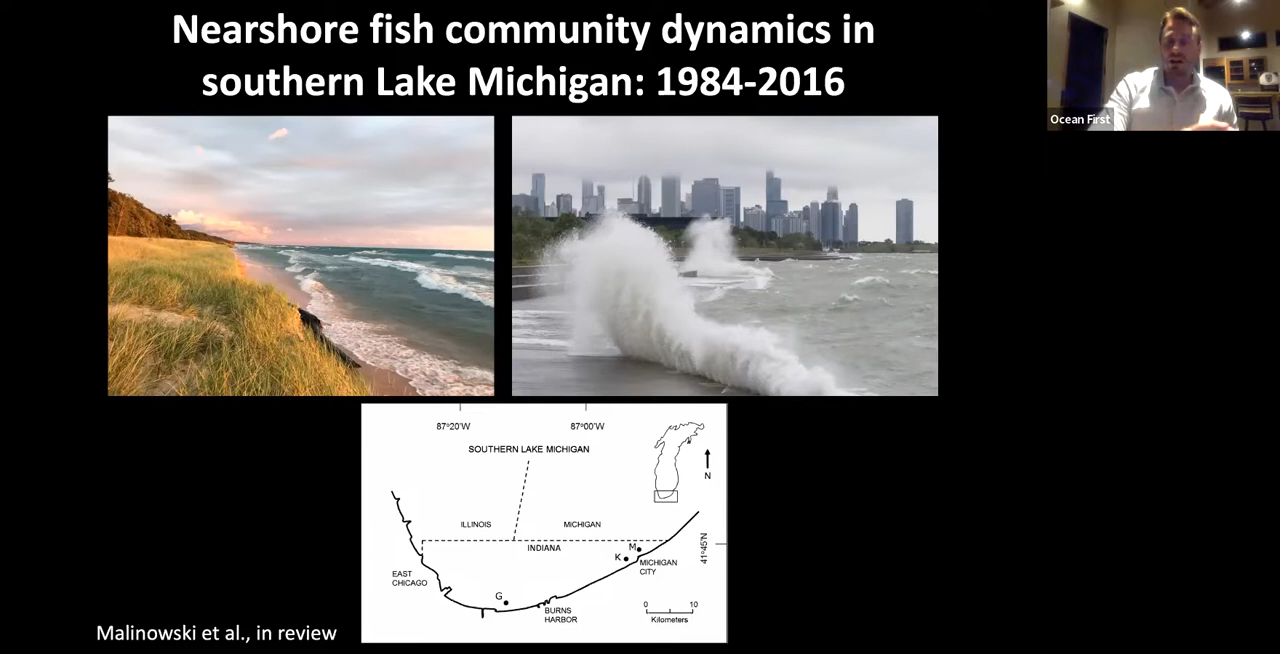 Nearshore fish community dynamics in
southern Lake Michigan: 1984-2016
Ocean First
87°20'W
87°00'W
SOUTHERN LAKE MICHIGAN
N
ILLINOIS
MICHIGAN
INDIANA
M
K
MICHIGAN
CITY
41°45'N
EAST
CHICAGO
G
BURNS
HARBOR
0
10
Kilometers
Malinowski et al., in review